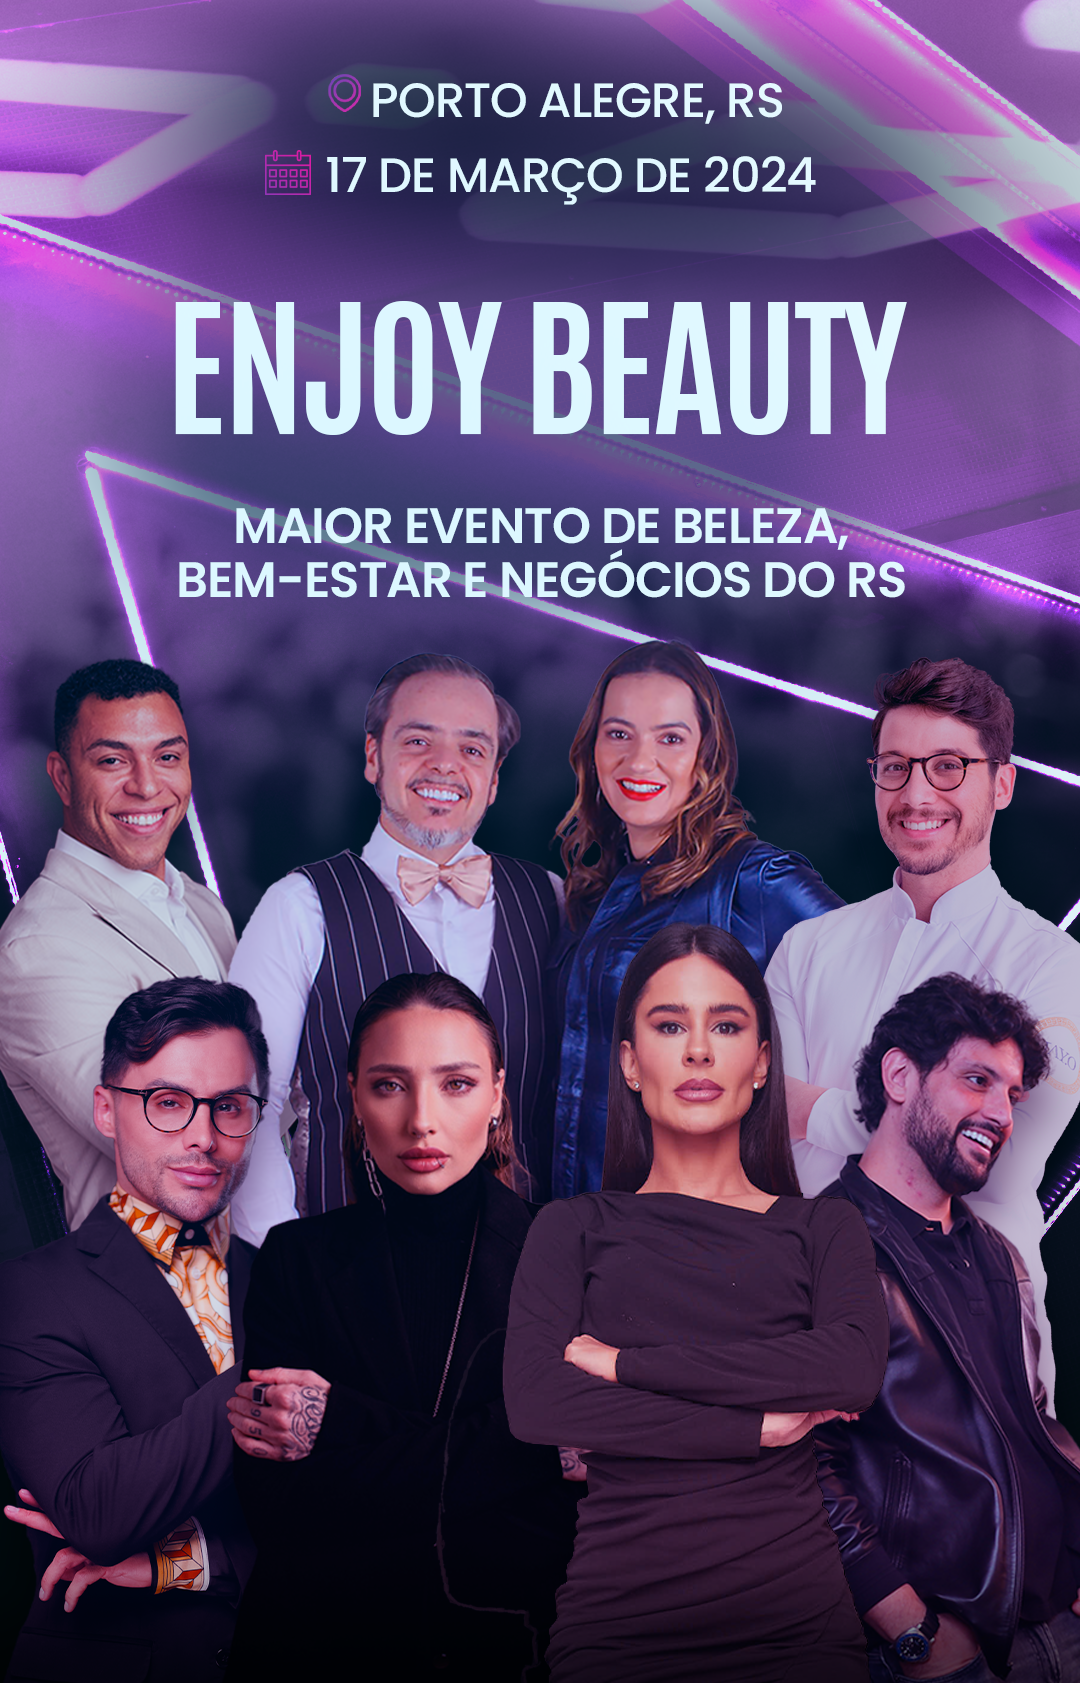 PORTO ALEGRE, RS
17 DE MARÇO DE 2024
ENJOY BEAUTY
MAIOR EVENTO DE BELEZA,
BEM-ESTAR E NEGÓCIOS DO RS